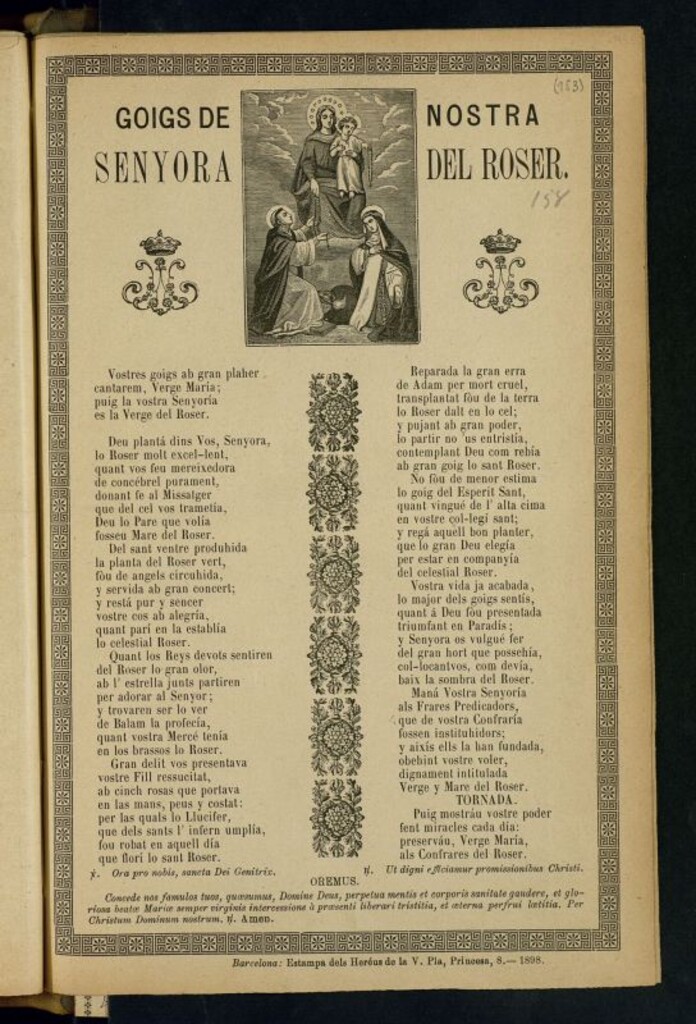 (153)
GOIGS DE NOSTRA
SENYORA DEL ROSER.
158
Vostres goigs ab gran plaher
cantarem, Verge Maria;
puig la vostra Senyoría
es la Verge del Roser.
Deu plantá dins Vos, Senyora,
lo Roser molt excel-lent,
quant vos feu mereixedora
de concébrel purament,
donant fe al Missatger
que del cel vos trametía,
Deu lo Pare que volía
fosseu Mare del Roser.
Del sant ventre produhida
la planta del Roser vert,
fòu de angels circuhida,
y servida ab gran concert;
y restá pur y sencer
vostre cos ab alegría,
quant parí en la establía
lo celestial Roser.
Quant los Reys devots sentiren
del Roser lo gran olor,
ab l' estrella junts partiren
per adorar al Senyor;
y trovaren ser lo ver
de Balam la profecía,
quant vostra Mercé tenía
en los brassos lo Roser.
Gran delit vos presentava
vostre Fill ressucitat,
ab cinch rosas que portava
en las mans, peus y costat:
per las quals lo Llucifer,
que dels sants l' infern umplía,
fou robat en aquell día
que florí lo sant Roser.
Reparada la gran erra
de Adam per mort cruel,
transplantat fòu de la terra
lo Roser dalt en lo cel;
y pujant ab gran poder,
lo partir no 'us entristía,
contemplant Deu com rebía
ab gran goig lo sant Roser.
No fòu de menor estima
lo goig del Esperit Sant,
quant vingué de l' alta cima
en vostre col-legí sant;
y regá aquell bon planter,
que lo gran Deu elegía
per estar en companyía
del celestial Roser.
Vostra vida ja acabada,
lo major dels goigs sentís,
quant á Deu fòu presentada
triumfant en Paradís;
y Senyora os vulgué fer
del gran hort que possehía,
col-locantvos, com devía,
baix la sombra del Roser.
Maná Vostra Senyoría
als Frares Predicadors,
que de vostra Confraría
fossen instituhidors;
y aixis ells la han fundada,
obehint vostre voler,
dignament intitulada
Verge y Mare del Roser.
TORNADA.
Puig mostráu vostre poder
fent miracles cada día:
preserváu, Verge María,
als Confrares del Roser.
℣. Ora pro nobis, sancta Dei Genitrix. ℟. Ut digni efficiamur promissionibus Christi.
OREMUS.
Concede nos famulos tuos, quæsumus, Domine Deus, perpetua mentis et corporis sanitate gaudere, et glo-
riosa beatæ Mariæ semper virginis intercessione à præsenti liberari tristitia, et æterna perfrui lætitia. Per
Christum Dominum nostrum. ℟. Amen.
Barcelona: Estampa dels Heréus de la V. Pla, Princesa, 8.—1898.